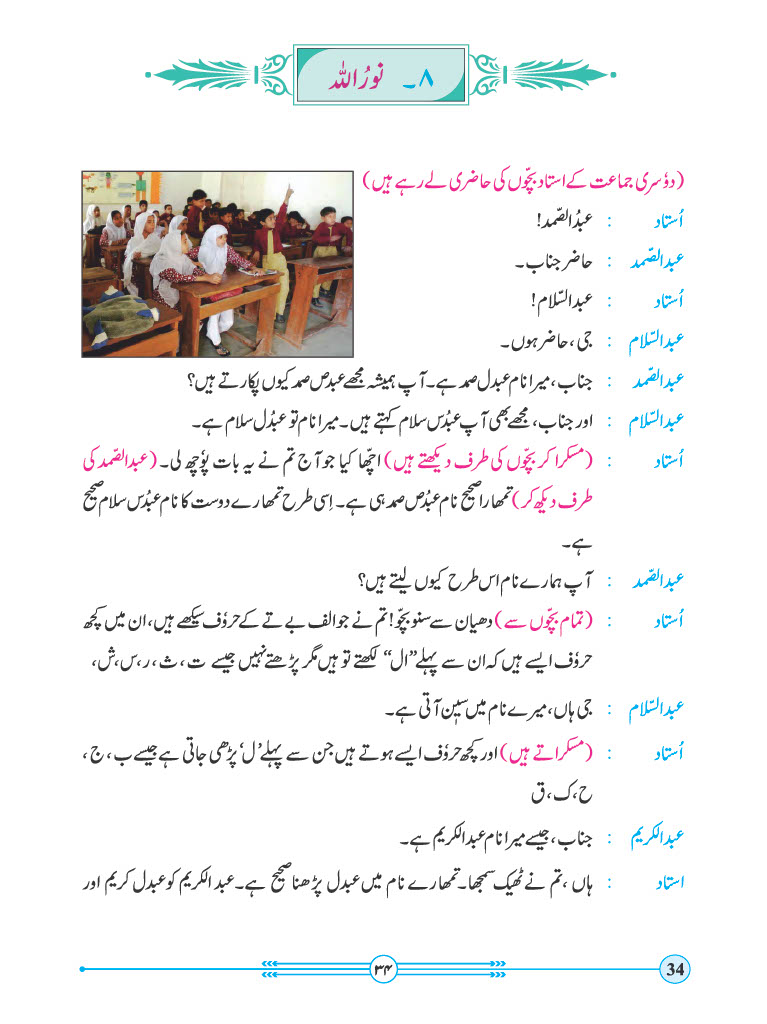 ۸۔ نورُ اللہ
(دوٗسری جماعت کے استاد بچّوں کی حاضری لے رہے ہیں)
اُستاد : عبدُ الصّمد!
عبدالصّمد : حاضر جناب۔
اُستاد : عبدالسّلام!
عبدالسّلام : جی، حاضر ہوں۔
عبدالصّمد : جناب، میرا نام عبدل صمد ہے۔ آپ ہمیشہ مجھے عبدص صمد کیوں پکارتے ہیں؟
عبدالسّلام : اور جناب، مجھے بھی آپ عبدُس سلام کہتے ہیں۔ میرا نام تو عبدُل سلام ہے۔
اُستاد : (مسکرا کر بچّوں کی طرف دیکھتے ہیں) اچّھا کیا جو آج تم نے یہ بات پوٗچھ لی۔ (عبدالصّمد کی
طرف دیکھ کر) تمھارا صحیح نام عبدُص صمد ہی ہے۔ اِسی طرح تمھارے دوست کا نام عبدُس سلام صحیح
ہے۔
عبدالصّمد : آپ ہمارے نام اس طرح کیوں لیتے ہیں؟
اُستاد : (تمام بچّوں سے) دھیان سے سنو بچّو! تم نے جو الف بے تے کے حروٗف سیکھے ہیں، ان میں کچھ
حروٗف ایسے ہیں کہ ان سے پہلے ”ال“ لکھتے تو ہیں مگر پڑھتے نہیں جیسے ت، ث، ر، س، ش،
عبدالسّلام : جی ہاں، میرے نام میں سیٖن آتی ہے۔
اُستاد : (مسکراتے ہیں) اور کچھ حروٗف ایسے ہوتے ہیں جن سے پہلے ’ل‘ پڑھی جاتی ہے جیسے ب، ج،
ح، ک، ق
عبدالکریم : جناب، جیسے میرا نام عبدالکریم ہے۔
استاد : ہاں، تم نے ٹھیک سمجھا۔ تمھارے نام میں عبدل پڑھنا صحیح ہے۔ عبدالکریم کو عبدل کریم اور
۳۴
34